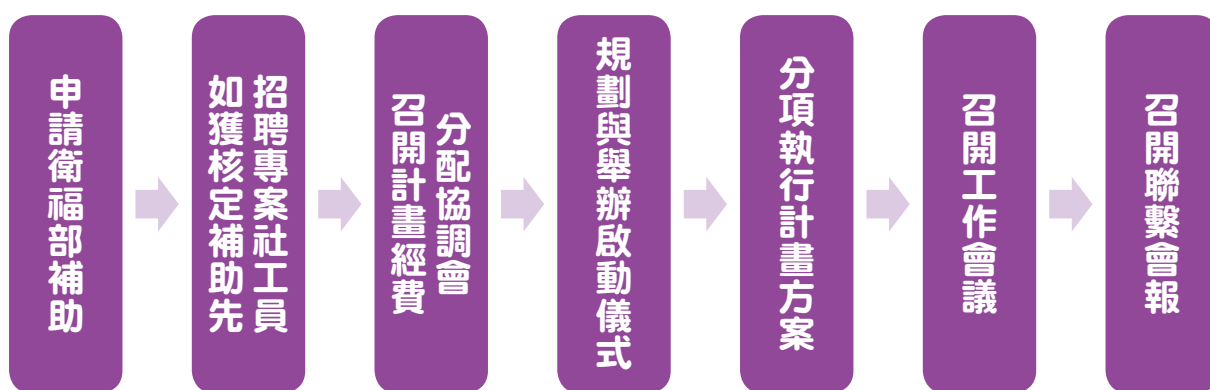 申請衛福部補助
如獲核定補助先
招聘專案社工員
召開計畫經費
分配協調會
規劃與舉辦啟動儀式
分項執行計畫方案
召開工作會議
召開聯繫會報